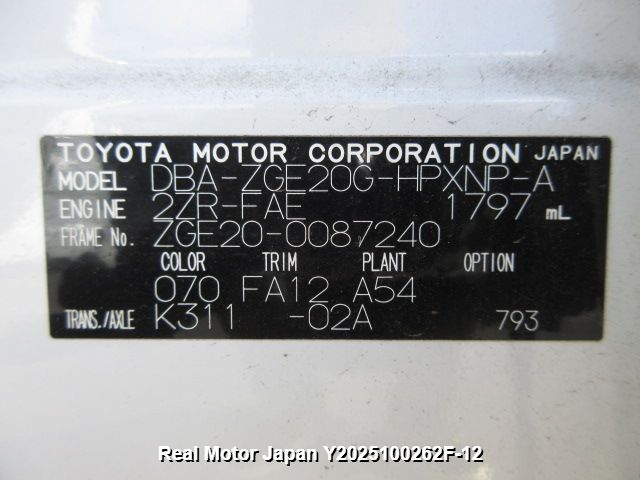 TOYOTA MOTOR CORPORATION JAPAN
MODEL DBA-ZGE20G-HPXNP-A
ENGINE 2ZR-FAE 1797 mL
FRAME No. ZGE20-0087240
COLOR TRIM PLANT OPTION
070 FA12 A54
TRANS./AXLE K311 -02A 793
Real Motor Japan Y2025100262F-12